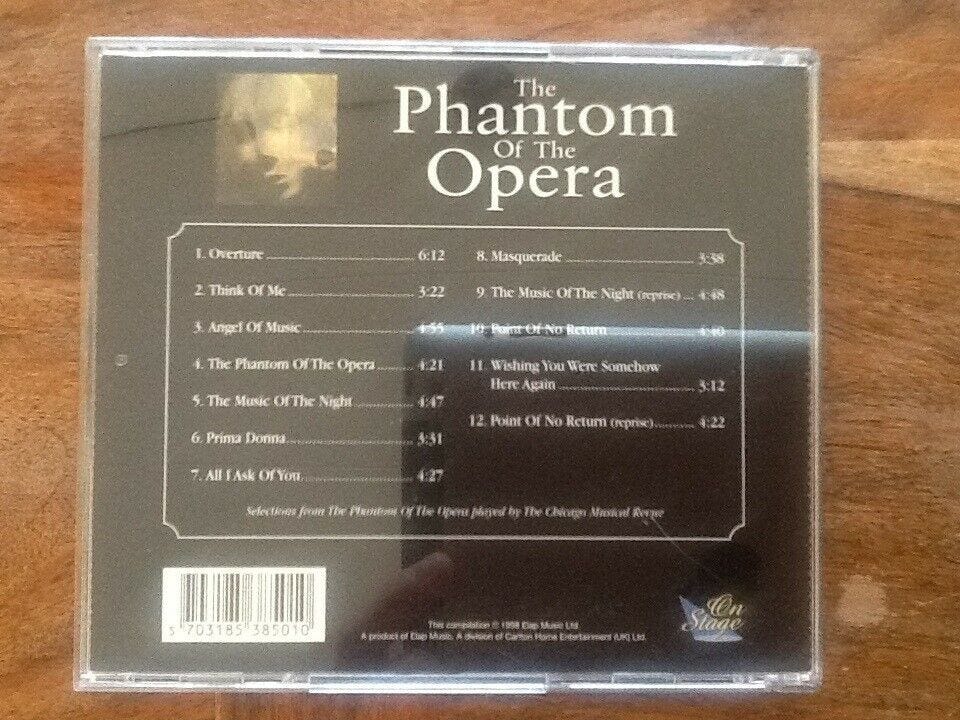 The
Phantom
Of The
Opera
1. Overture 6:12
2. Think Of Me 3:22
3. Angel Of Music 4:55
4. The Phantom Of The Opera 4:21
5. The Music Of The Night 4:47
6. Prima Donna 3:31
7. All I Ask Of You 4:27
8. Masquerade 3:38
9. The Music Of The Night (reprise) ... 4:48
10. Point Of No Return 4:40
11. Wishing You Were Somehow
Here Again 3:12
12. Point Of No Return (reprise) 4:22
Selections from The Phantom Of The Opera played by The Chicago Musical Revue
5 703185 385010
This compilation © 1998 Elap Music Ltd.
A product of Elap Music. A division of Carlton Home Entertainment (UK) Ltd.
On
Stage